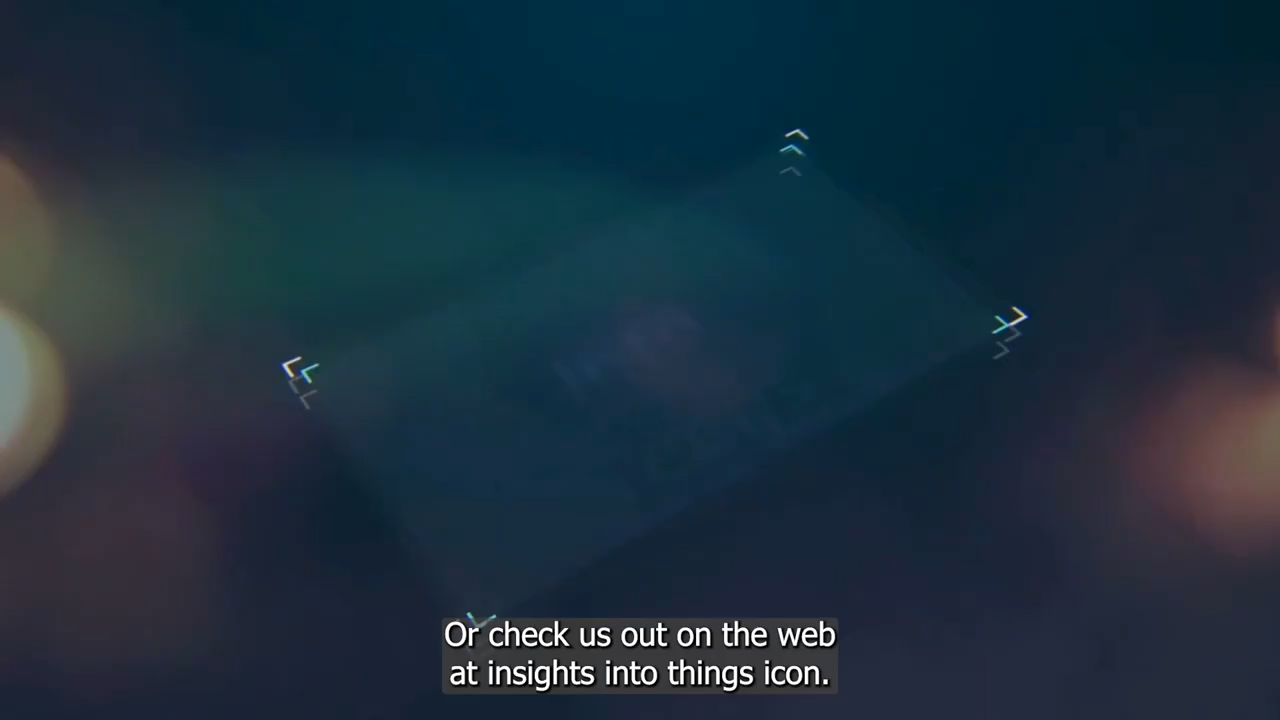 Or check us out on the web
at insights into things icon.